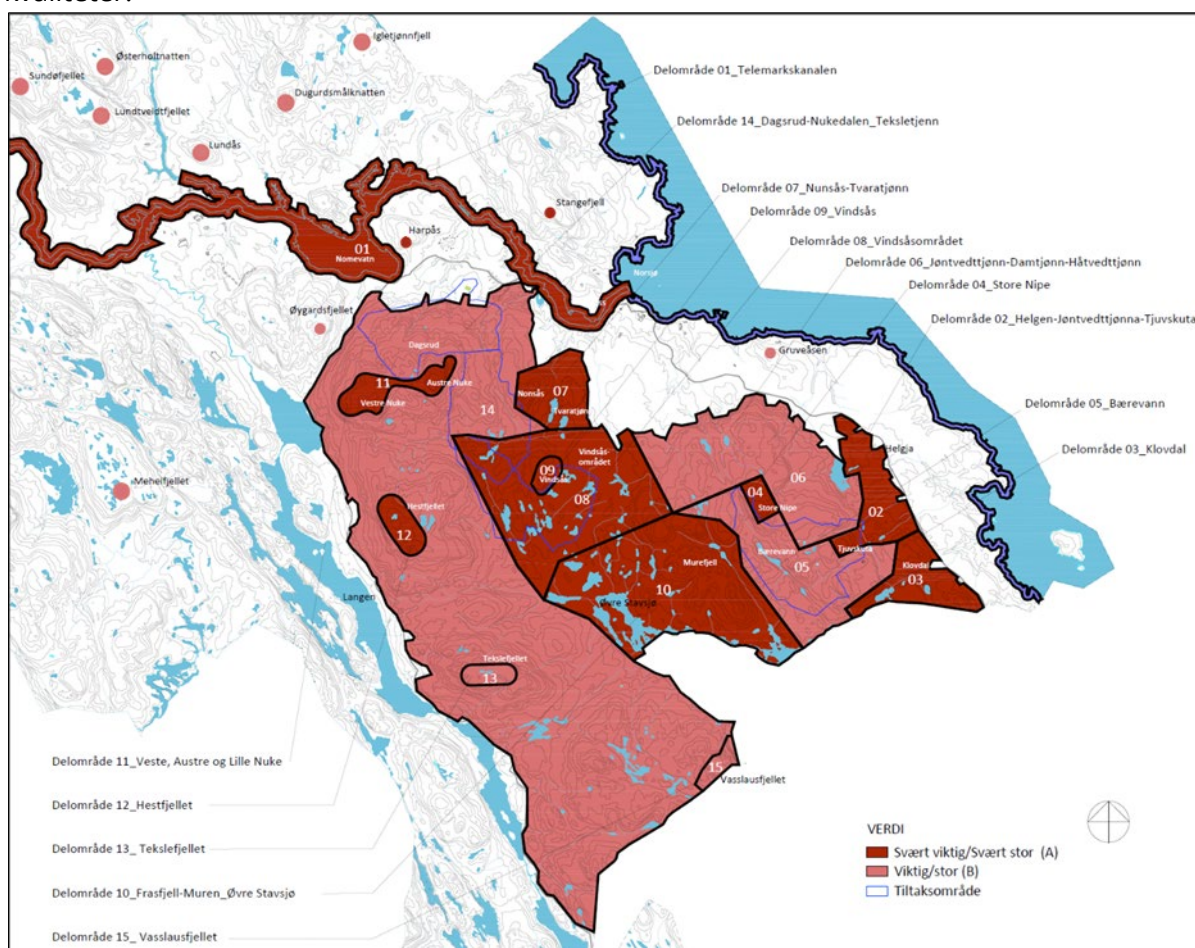 Igletjønnfjell
Østerholtnatten
Sundøfjellet
Dugurdsmålknatten
Lundtveldtfjellet
Lundås
Delområde 01_Telemarkskanalen
Delområde 14_Dagsrud-Nukedalen_Teksletjenn
Delområde 07_Nunsås-Tvaratjønn
Delområde 09_Vindsås
Delområde 08_Vindsåsområdet
Delområde 06_Jøntvedttjønn-Damtjønn-Håtvedttjønn
Delområde 04_Store Nipe
Delområde 02_Helgen-Jøntvedttjønna-Tjuvskuta
Delområde 05_Bærevann
Delområde 03_Klovdal
Stangefjell
Harpås
01
Nomevatn
Norsjø
Øygardsfjellet
Gruveåsen
Dagsrud
Austre Nuke
11
Vestre Nuke
14
Nonsås
07
Tvaratjøn
Vindsås-
området
09
Vindsås
08
Helgja
06
04
Store Nipe
02
Meheifjellet
Hestfjellet
12
Murefjell
Bærevann
05
Tjuvskuta
Klovdal
03
10
Øvre Stavsjø
Langen
Tekslefjellet
13
15
Vasslausfjellet
Delområde 11_Veste, Austre og Lille Nuke
Delområde 12_Hestfjellet
Delområde 13_ Tekslefjellet
Delområde 10_Frasfjell-Muren_Øvre Stavsjø
Delområde 15_ Vasslausfjellet
VERDI
Svært viktig/Svært stor (A)
Viktig/stor (B)
Tiltaksområde